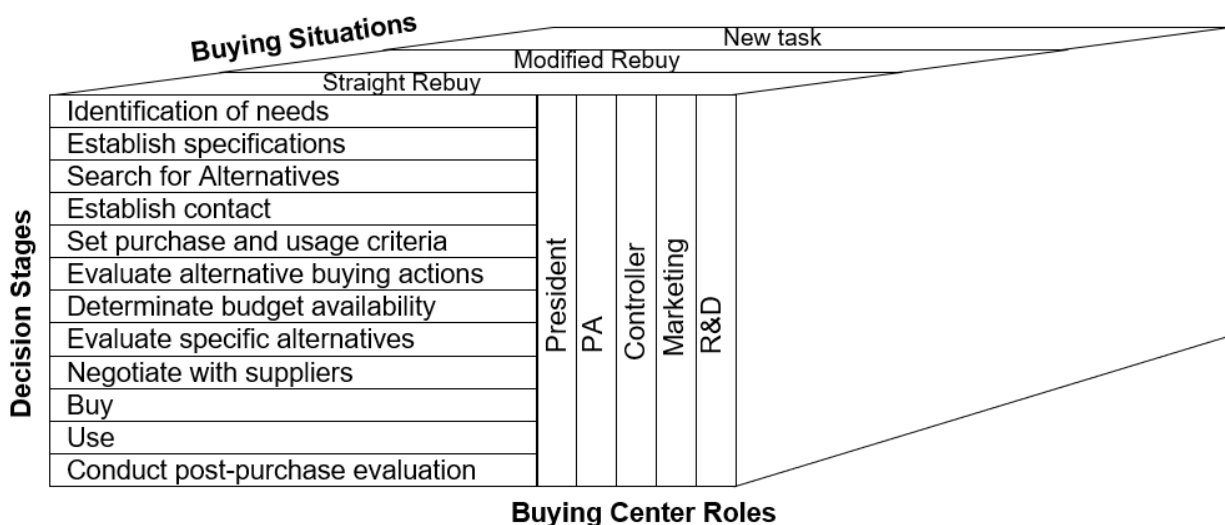 Buying Situations
New task
Modified Rebuy
Straight Rebuy
Decision Stages
Identification of needs
Establish specifications
Search for Alternatives
Establish contact
Set purchase and usage criteria
Evaluate alternative buying actions
Determinate budget availability
Evaluate specific alternatives
Negotiate with suppliers
Buy
Use
Conduct post-purchase evaluation
President
PA
Controller
Marketing
R&D
Buying Center Roles